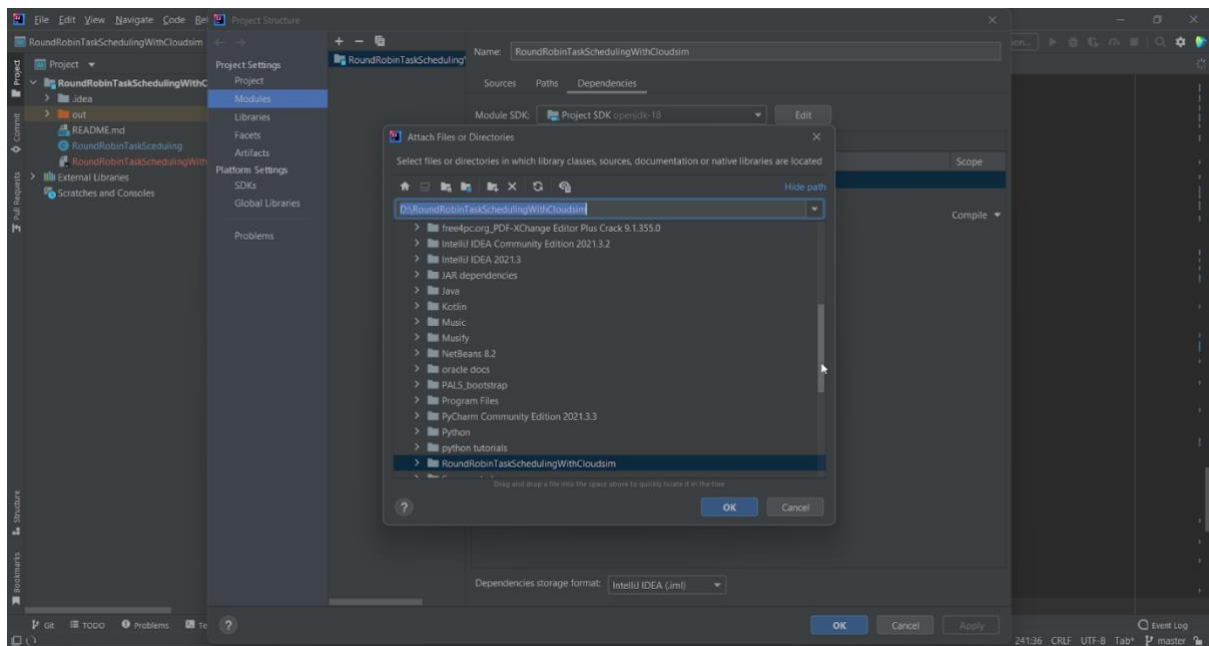 File Edit View Navigate Code Project Structure
RoundRobinTaskSchedulingWithCloudsim
Project
RoundRobinTaskSchedulingWithC
.idea
out
README.md
RoundRobinTaskSceduling
RoundRobinTaskSchedulingWith
External Libraries
Scratches and Consoles
Project
Commit
Pull Requests
Structure
Bookmarks
Project Settings
Project
Modules
Libraries
Facets
Artifacts
Platform Settings
SDKs
Global Libraries
Problems
RoundRobinTaskScheduling
Name: RoundRobinTaskSchedulingWithCloudsim
Sources Paths Dependencies
Module SDK: Project SDK openjdk-18 Edit
Scope
Compile
Attach Files or Directories
Select files or directories in which library classes, sources, documentation or native libraries are located
Hide path
D:\RoundRobinTaskSchedulingWithCloudsim
free4pc.org_PDF-XChange Editor Plus Crack 9.1.355.0
IntelliJ IDEA Community Edition 2021.3.2
IntelliJ IDEA 2021.3
JAR dependencies
Java
Kotlin
Music
Musify
NetBeans 8.2
oracle docs
PALS_bootstrap
Program Files
PyCharm Community Edition 2021.3.3
Python
python tutorials
RoundRobinTaskSchedulingWithCloudsim
Drag and drop a file into the space above to quickly locate it in the tree
? OK Cancel
Dependencies storage format: IntelliJ IDEA (.iml)
? OK Cancel Apply
Git TODO Problems Te Event Log
241:36 CRLF UTF-8 Tab* master